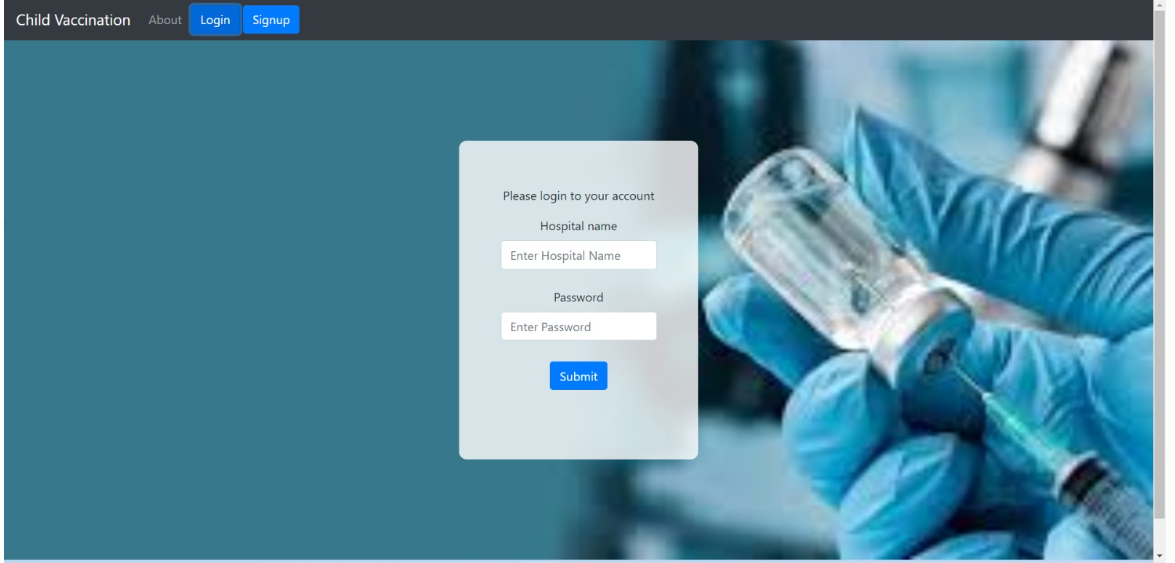 Child Vaccination About Login Signup
Please login to your account
Hospital name
Enter Hospital Name
Password
Enter Password
Submit